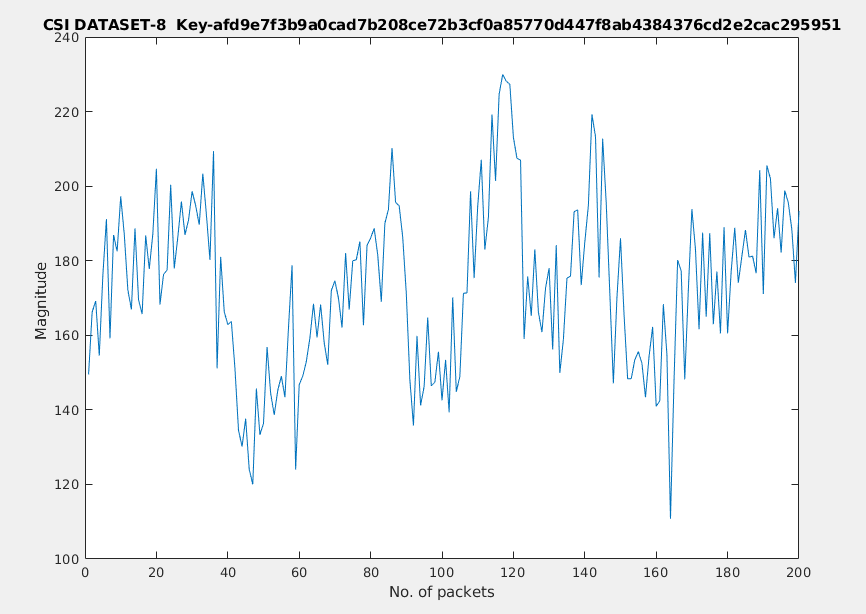 CSI DATASET-8 Key-afd9e7f3b9a0cad7b208ce72b3cf0a85770d447f8ab4384376cd2e2cac295951
240
220
200
180
160
140
120
100
Magnitude
0 20 40 60 80 100 120 140 160 180 200
No. of packets